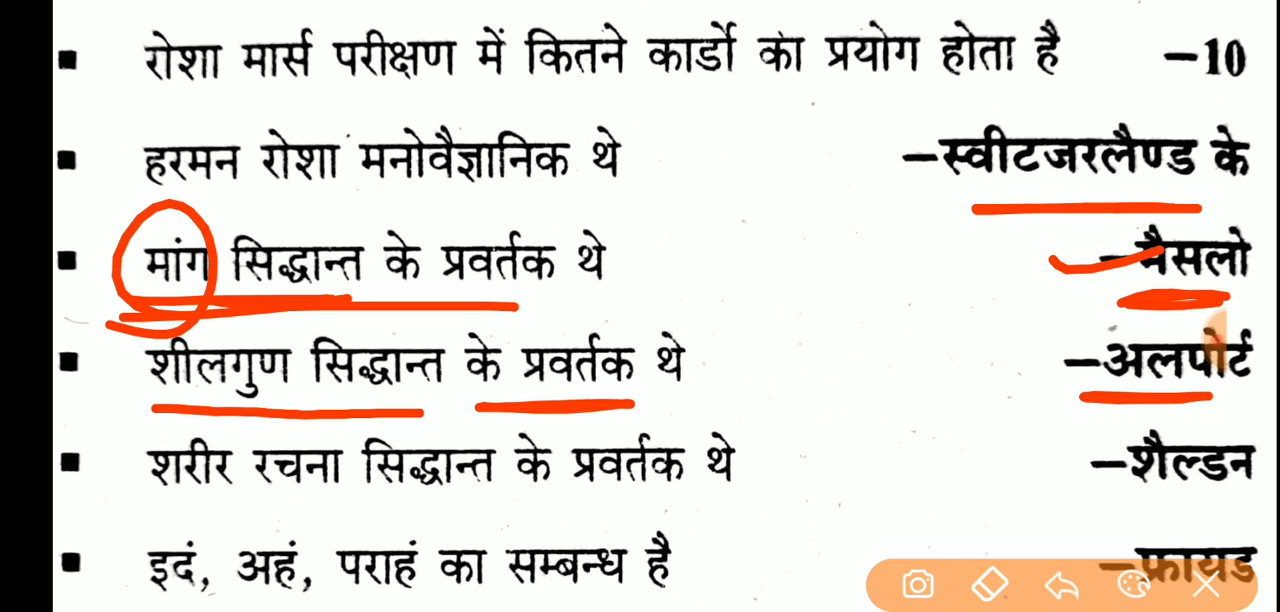 ▪ रोशा मार्स परीक्षण में कितने कार्डो का प्रयोग होता है –10
▪ हरमन रोशा मनोवैज्ञानिक थे –स्वीटजरलैण्ड के
▪ मांग सिद्धान्त के प्रवर्तक थे –मैसलो
▪ शीलगुण सिद्धान्त के प्रवर्तक थे –अलपोर्ट
▪ शरीर रचना सिद्धान्त के प्रवर्तक थे –शैल्डन
▪ इदं, अहं, पराहं का सम्बन्ध है –फ्रायड